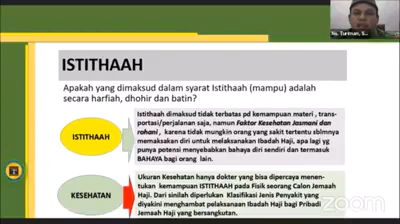 Hs. Turman, S...
ISTITHAAH
Apakah yang dimaksud dalam syarat Istithaah (mampu) adalah
secara harfiah, dhohir dan batin?
ISTITHAAH
Istithaah dimaksud tidak terbatas pd kemampuan materi , trans-
portasi/perjalanan saja, namun Faktor Kesehatan Jasmani dan
rohani , karena tidak mungkin orang yang sakit tertentu sblmnya
memaksakan diri untuk melaksanakan Ibadah Haji, apa lagi yg
punya potensi menyebabkan bahaya diri sendiri dan termasuk
BAHAYA bagi orang lain.
KESEHATAN
Ukuran Kesehatan hanya dokter yang bisa dipercaya menen-
tukan kemampuan ISTITHAAH pada Fisik seorang Calon Jemaah
Haji. Dari sinilah diperlukan Klasifikasi Jenis Penyakit yang
diyakini menghambat pelaksanaan Ibadah Haji bagi Pribadi
Jemaah Haji yang bersangkutan.
zoom